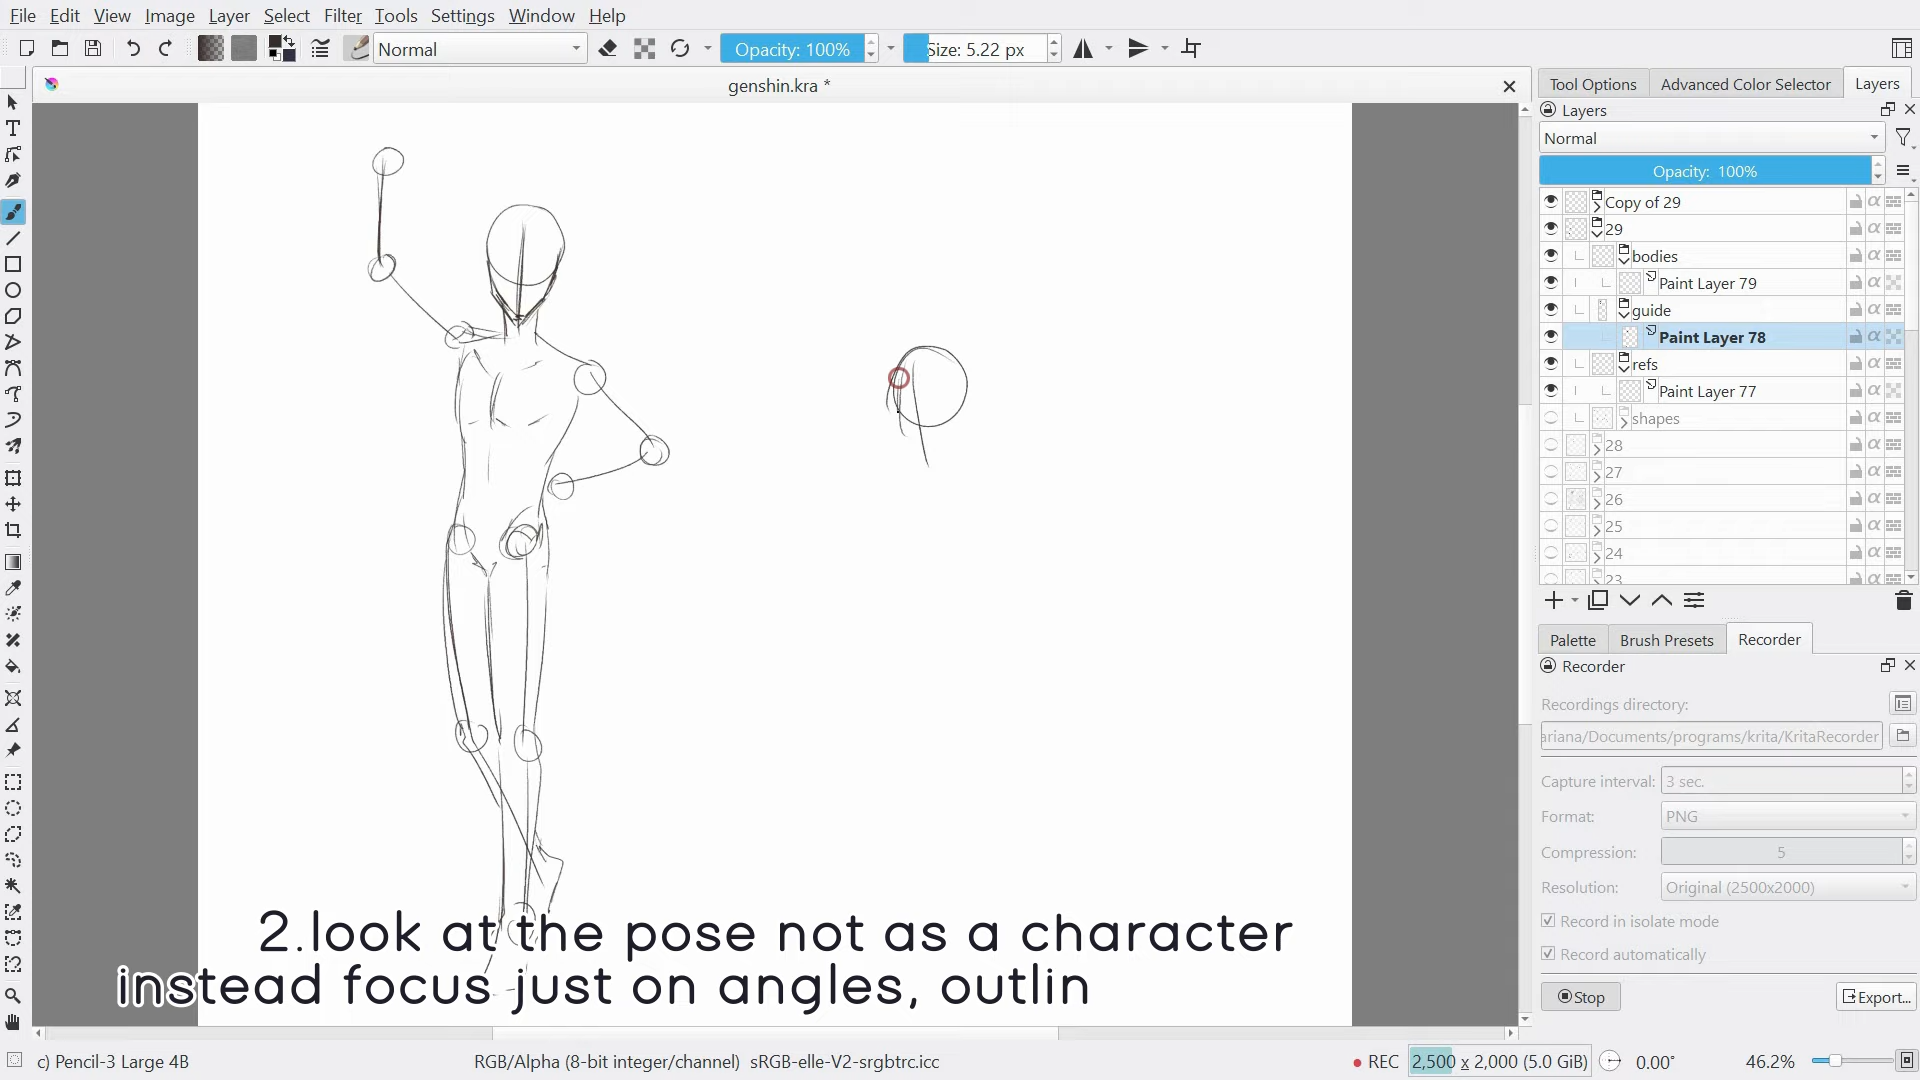 File Edit View Image Layer Select Filter Tools Settings Window Help
Normal Opacity: 100% Size: 5.22 px
genshin.kra *
Tool Options Advanced Color Selector Layers
Layers
Normal
Opacity: 100%
Copy of 29
29
bodies
Paint Layer 79
guide
Paint Layer 78
refs
Paint Layer 77
shapes
28
27
26
25
24
23
Palette Brush Presets Recorder
Recorder
Recordings directory:
ariana/Documents/programs/krita/KritaRecorder
Capture interval: 3 sec.
Format: PNG
Compression: 5
Resolution: Original (2500x2000)
Record in isolate mode
Record automatically
Stop Export...
2.look at the pose not as a character
instead focus just on angles, outlin
c) Pencil-3 Large 4B RGB/Alpha (8-bit integer/channel) sRGB-elle-V2-srgbtrc.icc REC 2,500 x 2,000 (5.0 GiB) 0.00° 46.2%